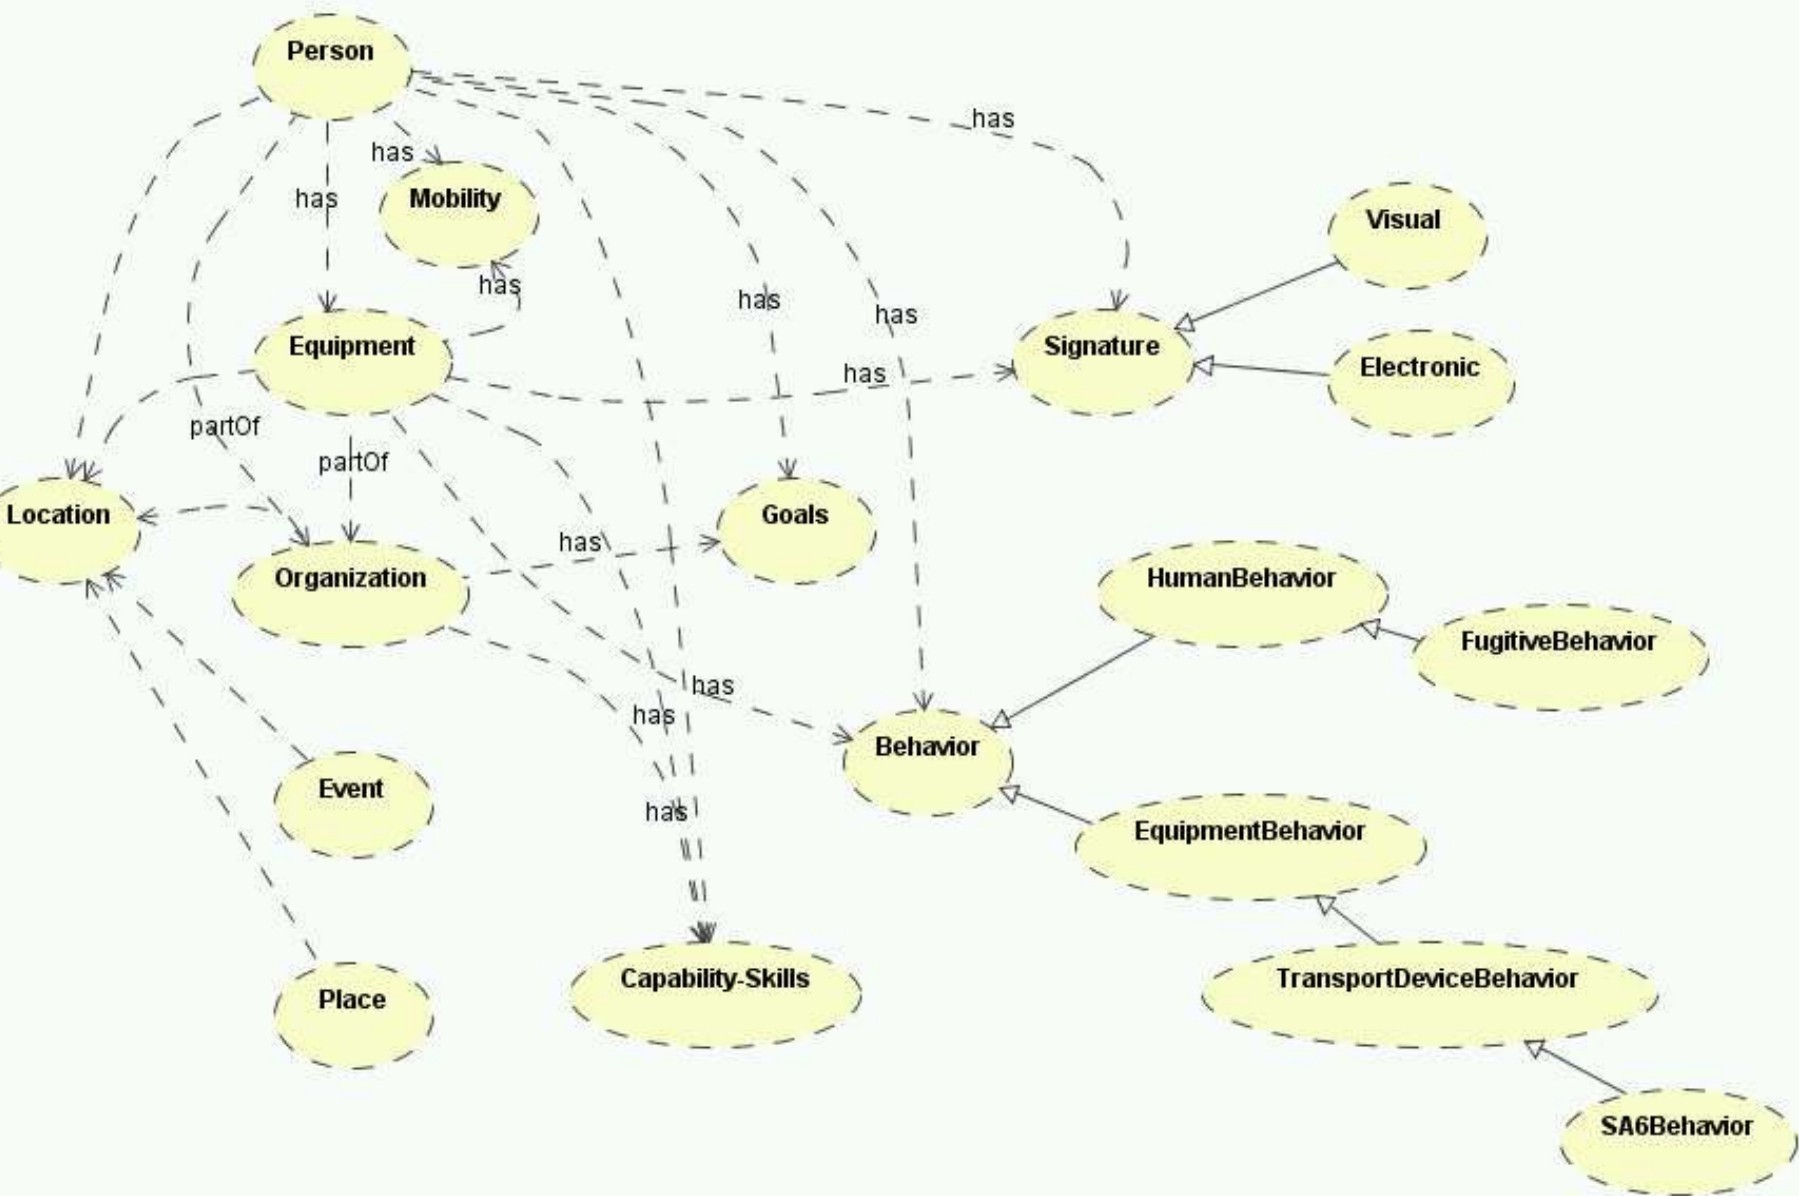 Person
has
has
Mobility
has
Visual
has
has
has
has
Equipment
Signature
Electronic
has
partOf
partOf
Location
Goals
has
Organization
HumanBehavior
FugitiveBehavior
has
has
Behavior
Event
has
EquipmentBehavior
Capability-Skills
TransportDeviceBehavior
Place
SA6Behavior